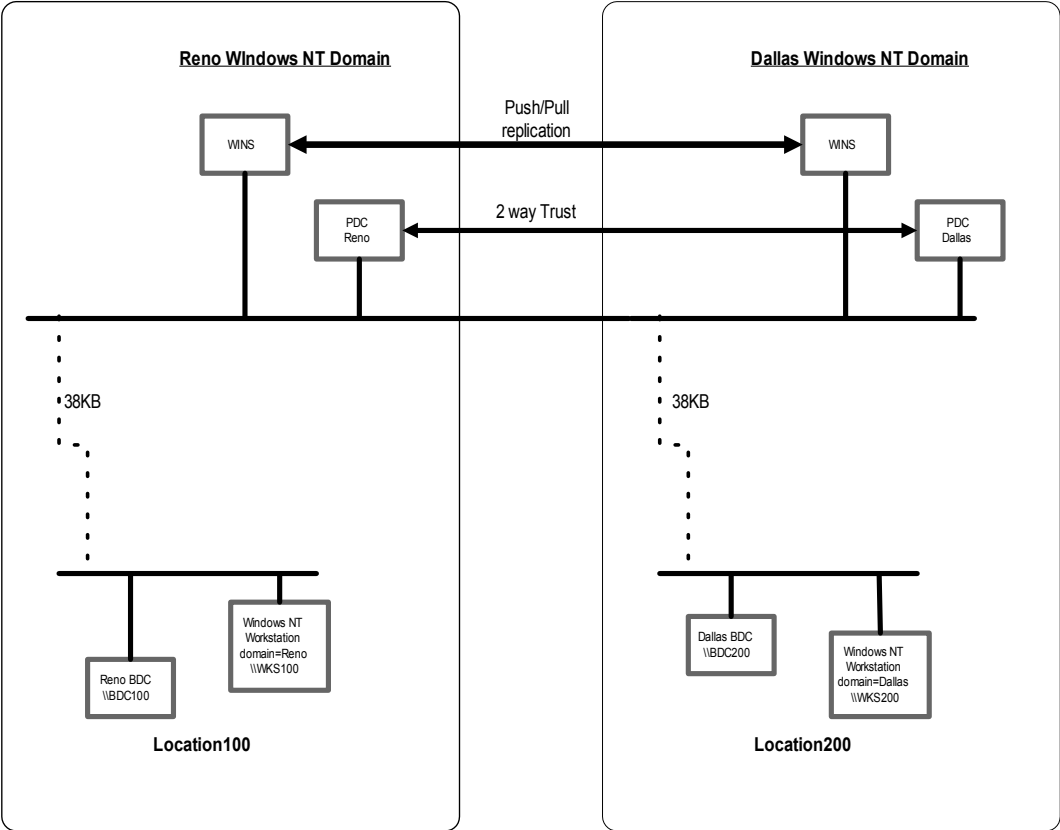 Reno WIndows NT Domain
Dallas Windows NT Domain
Push/Pull
replication
WINS
WINS
2 way Trust
PDC
Reno
PDC
Dallas
38KB
38KB
Windows NT
Workstation
domain=Reno
\\WKS100
Reno BDC
\\BDC100
Dallas BDC
\\BDC200
Windows NT
Workstation
domain=Dallas
\\WKS200
Location100
Location200